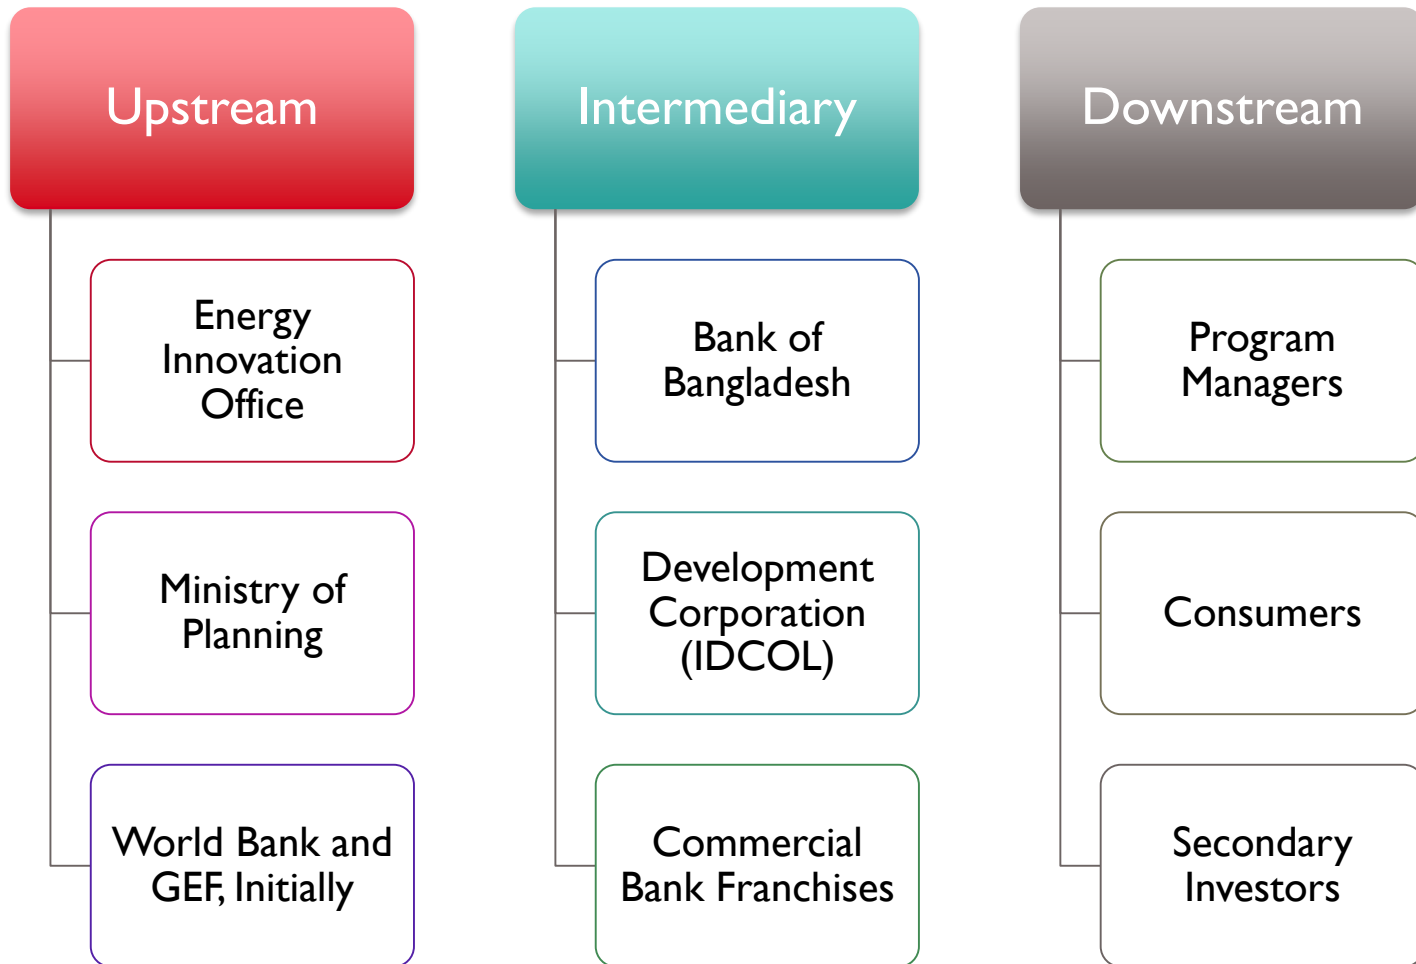 Upstream
Energy
Innovation
Office
Ministry of
Planning
World Bank and
GEF, Initially
Intermediary
Bank of
Bangladesh
Development
Corporation
(IDCOL)
Commercial
Bank Franchises
Downstream
Program
Managers
Consumers
Secondary
Investors